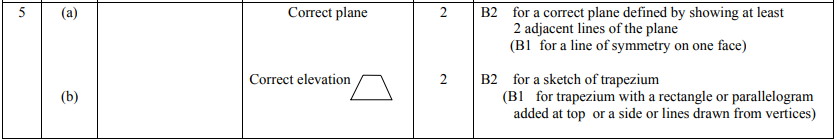 5 (a) Correct plane 2 B2 for a correct plane defined by showing at least
2 adjacent lines of the plane
(B1 for a line of symmetry on one face)
Correct elevation 2 B2 for a sketch of trapezium
(b) (B1 for trapezium with a rectangle or parallelogram
added at top or a side or lines drawn from vertices)